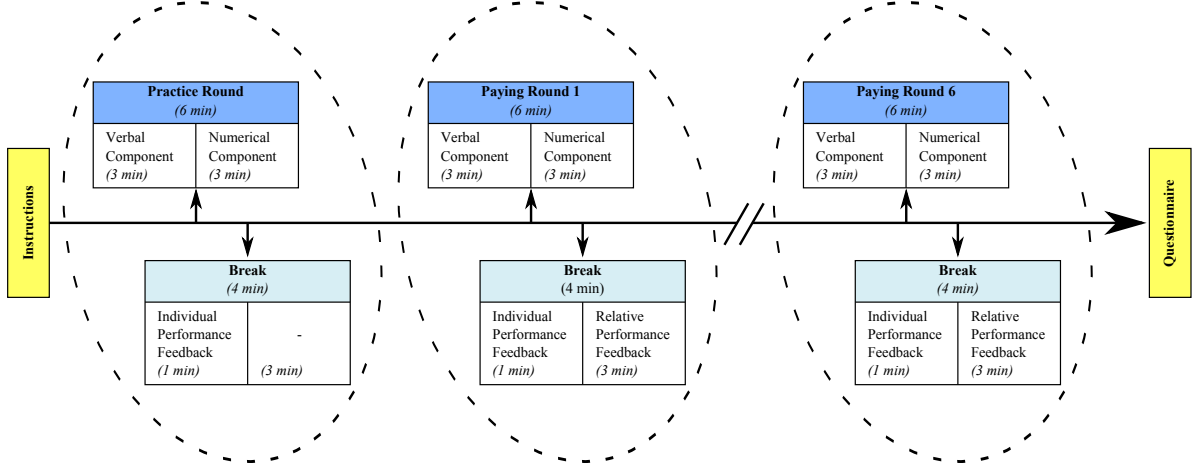 Instructions
Practice Round
(6 min)
Verbal
Component
(3 min)
Numerical
Component
(3 min)
Break
(4 min)
Individual
Performance
Feedback
(1 min)
-
(3 min)
Paying Round 1
(6 min)
Verbal
Component
(3 min)
Numerical
Component
(3 min)
Break
(4 min)
Individual
Performance
Feedback
(1 min)
Relative
Performance
Feedback
(3 min)
Paying Round 6
(6 min)
Verbal
Component
(3 min)
Numerical
Component
(3 min)
Break
(4 min)
Individual
Performance
Feedback
(1 min)
Relative
Performance
Feedback
(3 min)
Questionnaire